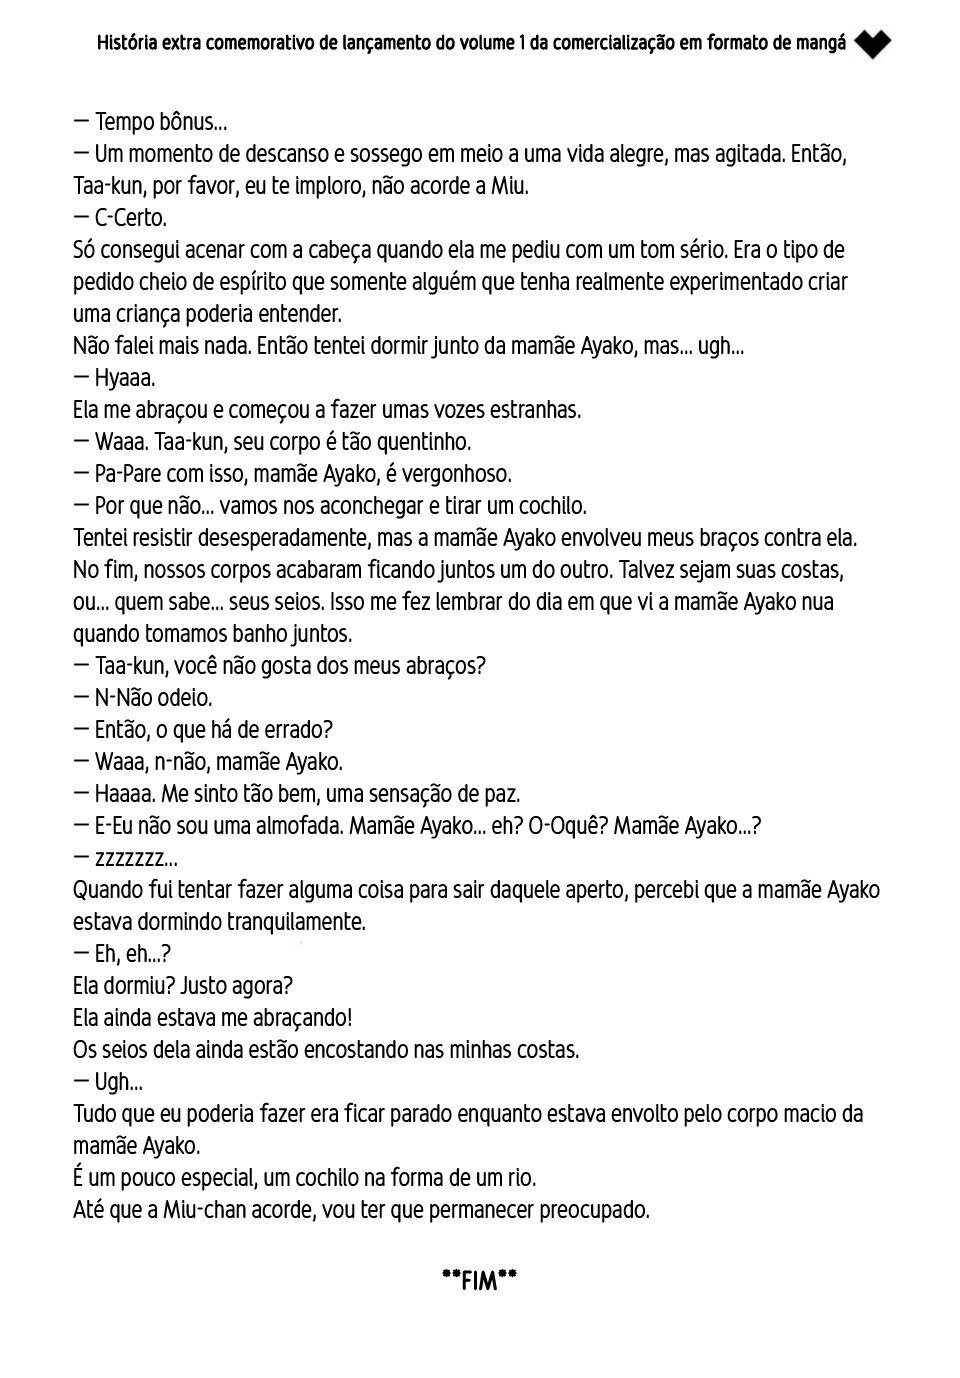 História extra comemorativo de lançamento do volume 1 da comercialização em formato de mangá
— Tempo bônus...
— Um momento de descanso e sossego em meio a uma vida alegre, mas agitada. Então,
Taa-kun, por favor, eu te imploro, não acorde a Miu.
— C-Certo.
Só consegui acenar com a cabeça quando ela me pediu com um tom sério. Era o tipo de
pedido cheio de espírito que somente alguém que tenha realmente experimentado criar
uma criança poderia entender.
Não falei mais nada. Então tentei dormir junto da mamãe Ayako, mas... ugh...
— Hyaaa.
Ela me abraçou e começou a fazer umas vozes estranhas.
— Waaa. Taa-kun, seu corpo é tão quentinho.
— Pa-Pare com isso, mamãe Ayako, é vergonhoso.
— Por que não... vamos nos aconchegar e tirar um cochilo.
Tentei resistir desesperadamente, mas a mamãe Ayako envolveu meus braços contra ela.
No fim, nossos corpos acabaram ficando juntos um do outro. Talvez sejam suas costas,
ou... quem sabe... seus seios. Isso me fez lembrar do dia em que vi a mamãe Ayako nua
quando tomamos banho juntos.
— Taa-kun, você não gosta dos meus abraços?
— N-Não odeio.
— Então, o que há de errado?
— Waaa, n-não, mamãe Ayako.
— Haaaa. Me sinto tão bem, uma sensação de paz.
— E-Eu não sou uma almofada. Mamãe Ayako... eh? O-Oquê? Mamãe Ayako...?
— zzzzzzz...
Quando fui tentar fazer alguma coisa para sair daquele aperto, percebi que a mamãe Ayako
estava dormindo tranquilamente.
— Eh, eh...?
Ela dormiu? Justo agora?
Ela ainda estava me abraçando!
Os seios dela ainda estão encostando nas minhas costas.
— Ugh...
Tudo que eu poderia fazer era ficar parado enquanto estava envolto pelo corpo macio da
mamãe Ayako.
É um pouco especial, um cochilo na forma de um rio.
Até que a Miu-chan acorde, vou ter que permanecer preocupado.
**FIM**